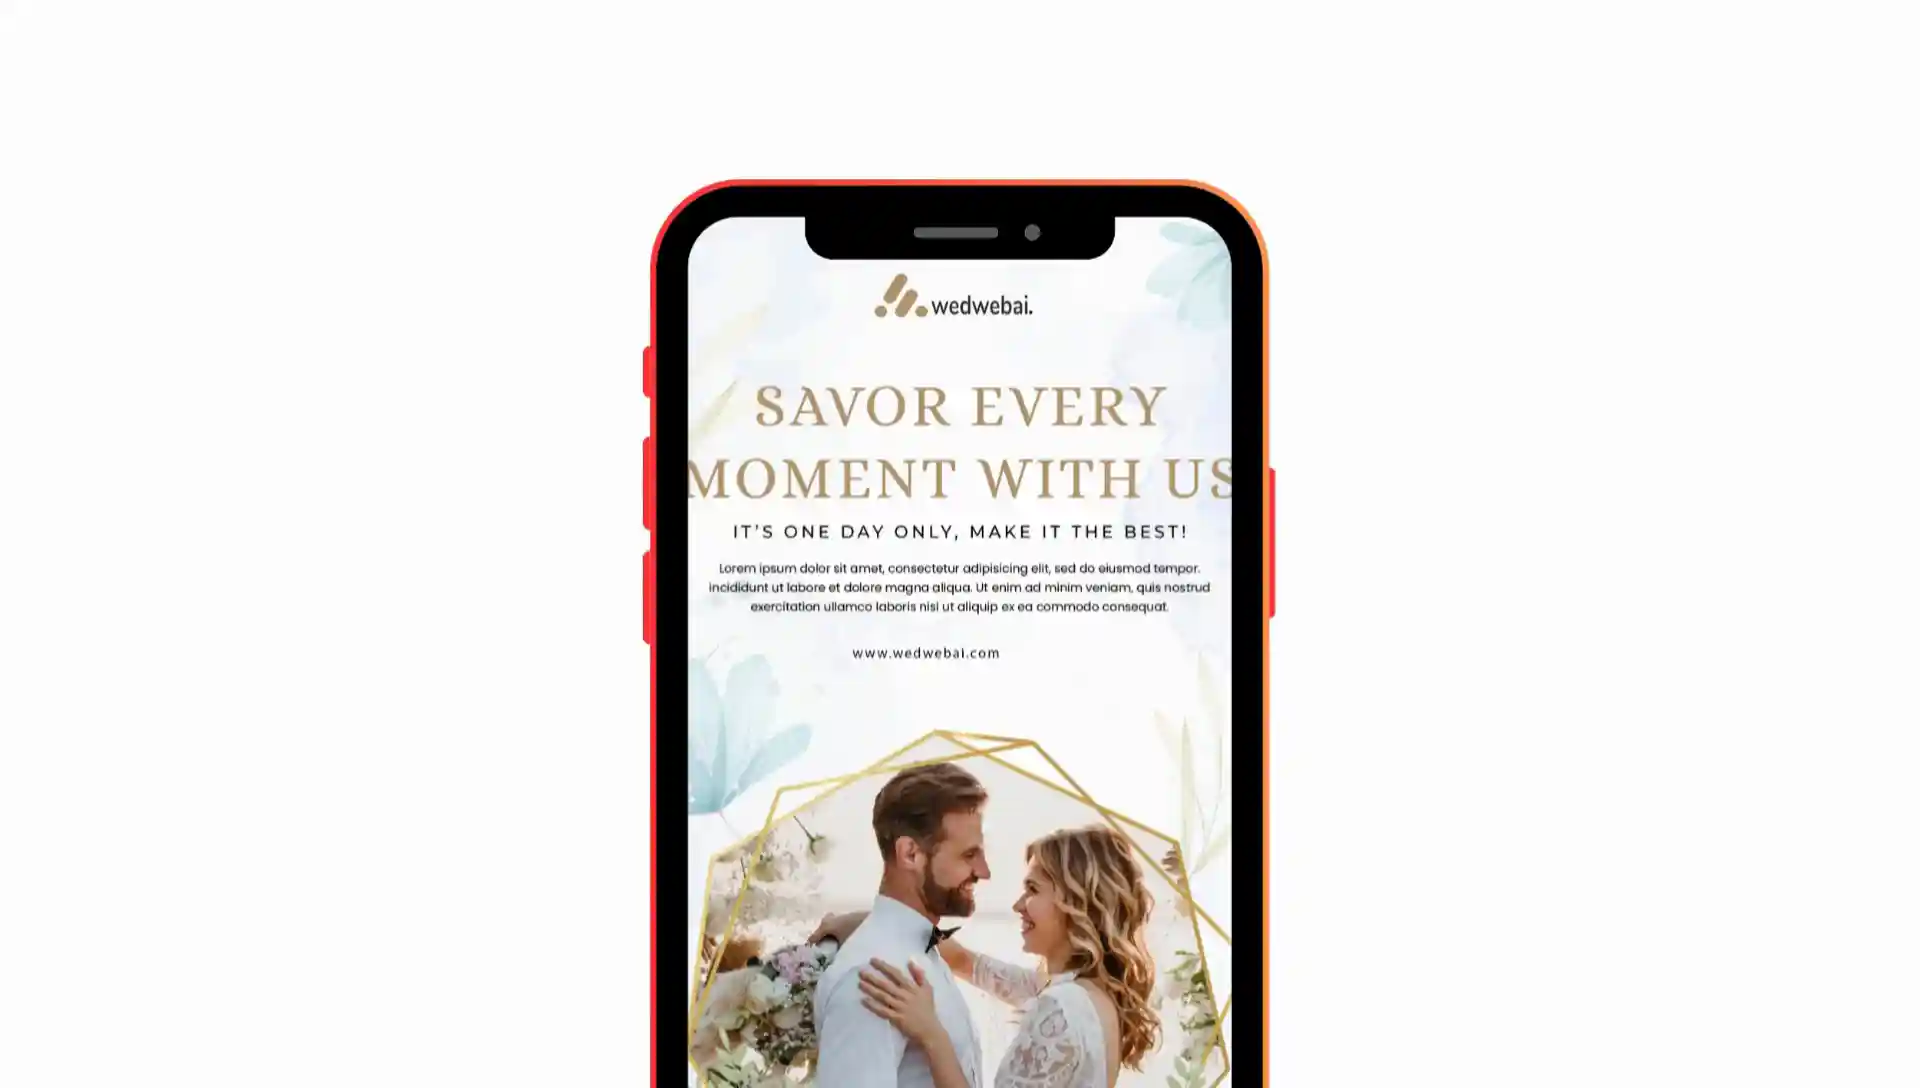 wedwebai.
SAVOR EVERY
MOMENT WITH US
IT'S ONE DAY ONLY, MAKE IT THE BEST!
Lorem ipsum dolor sit amet, consectetur adipisicing elit, sed do eiusmod tempor.
incididunt ut labore et dolore magna aliqua. Ut enim ad minim veniam, quis nostrud
exercitation ullamco laboris nisi ut aliquip ex ea commodo consequat.
www.wedwebai.com